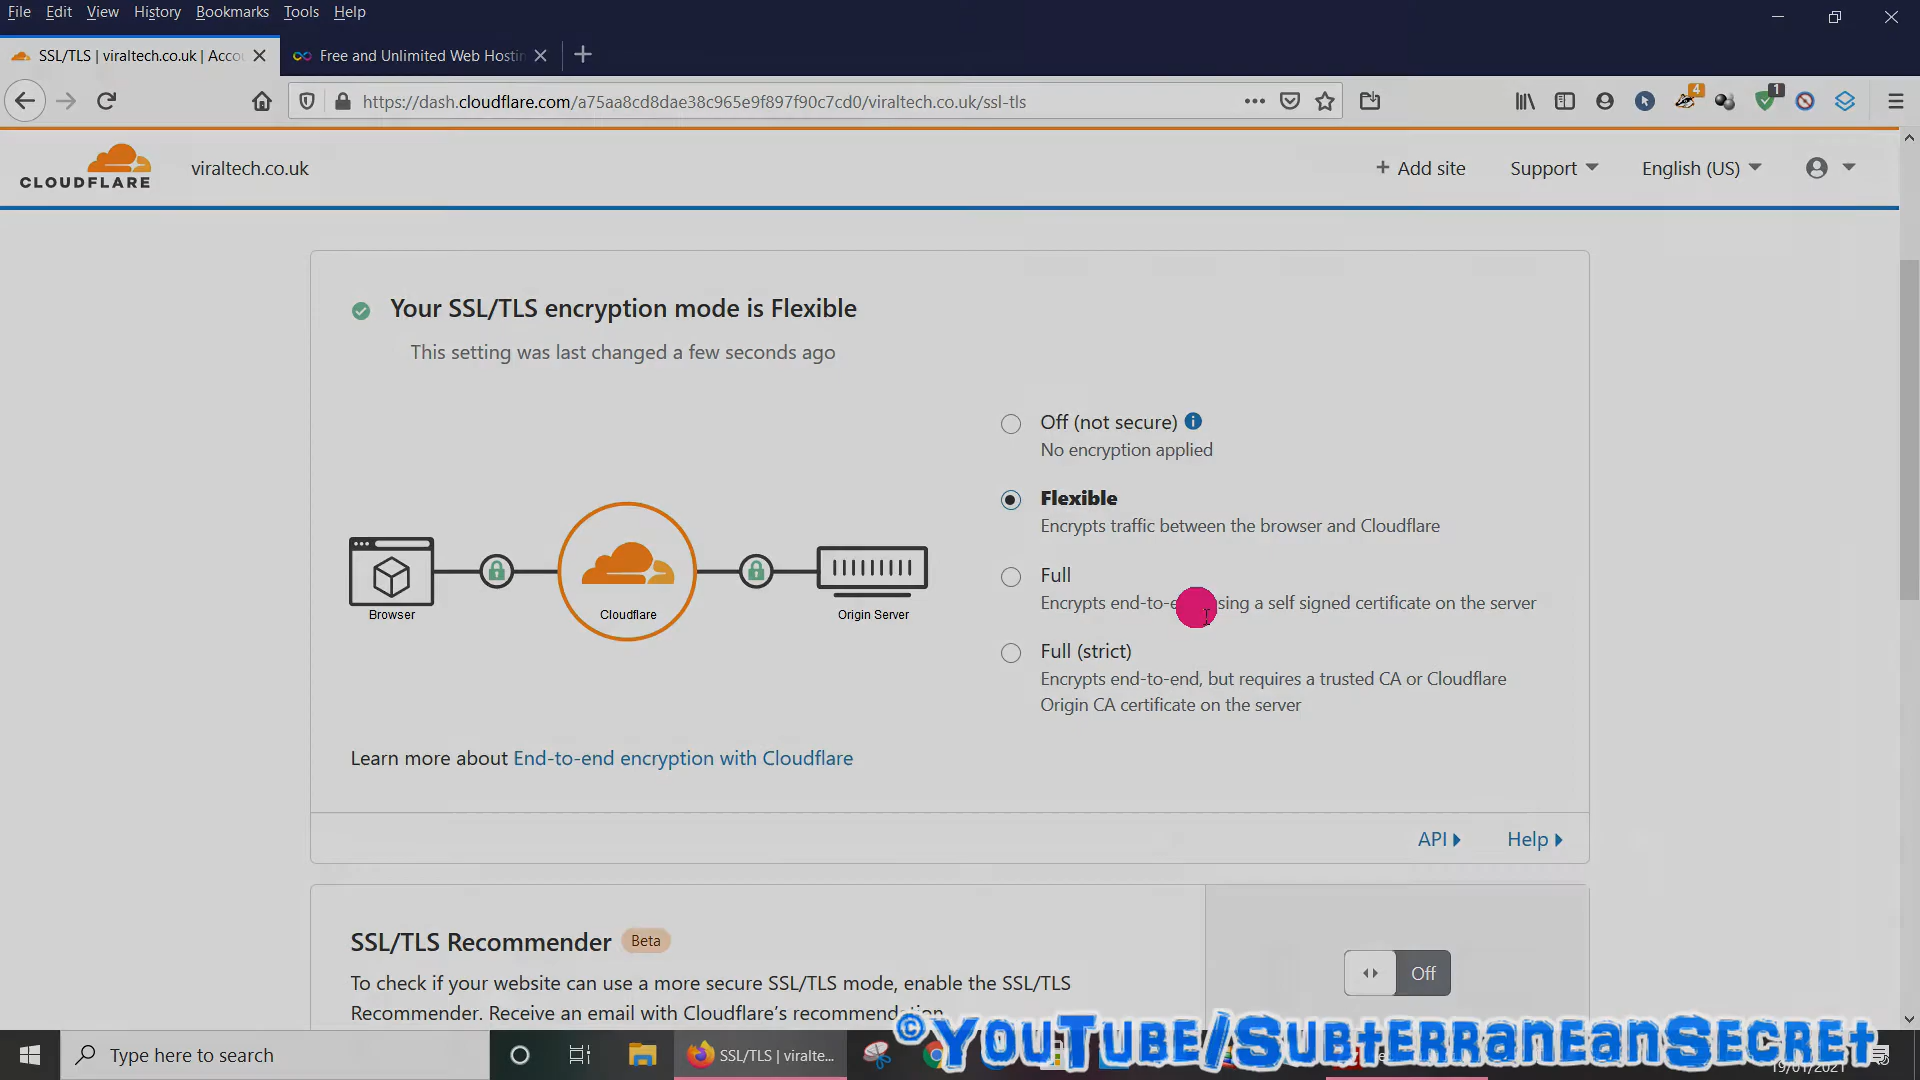 File Edit View History Bookmarks Tools Help
SSL/TLS | viraltech.co.uk | Acco
Free and Unlimited Web Hostin
https://dash.cloudflare.com/a75aa8cd8dae38c965e9f897f90c7cd0/viraltech.co.uk/ssl-tls
4
1
CLOUDFLARE
viraltech.co.uk
+ Add site
Support
English (US)
Your SSL/TLS encryption mode is Flexible
This setting was last changed a few seconds ago
Off (not secure)
No encryption applied
Flexible
Encrypts traffic between the browser and Cloudflare
Full
Encrypts end-to-e sing a self signed certificate on the server
Full (strict)
Encrypts end-to-end, but requires a trusted CA or Cloudflare
Origin CA certificate on the server
Browser
Cloudflare
Origin Server
Learn more about End-to-end encryption with Cloudflare
API
Help
SSL/TLS Recommender Beta
To check if your website can use a more secure SSL/TLS mode, enable the SSL/TLS
Recommender. Receive an email with Cloudflare's recommendation.
Off
Type here to search
SSL/TLS | viralte...
©YouTube/SubterraneanSecret
19/01/2021